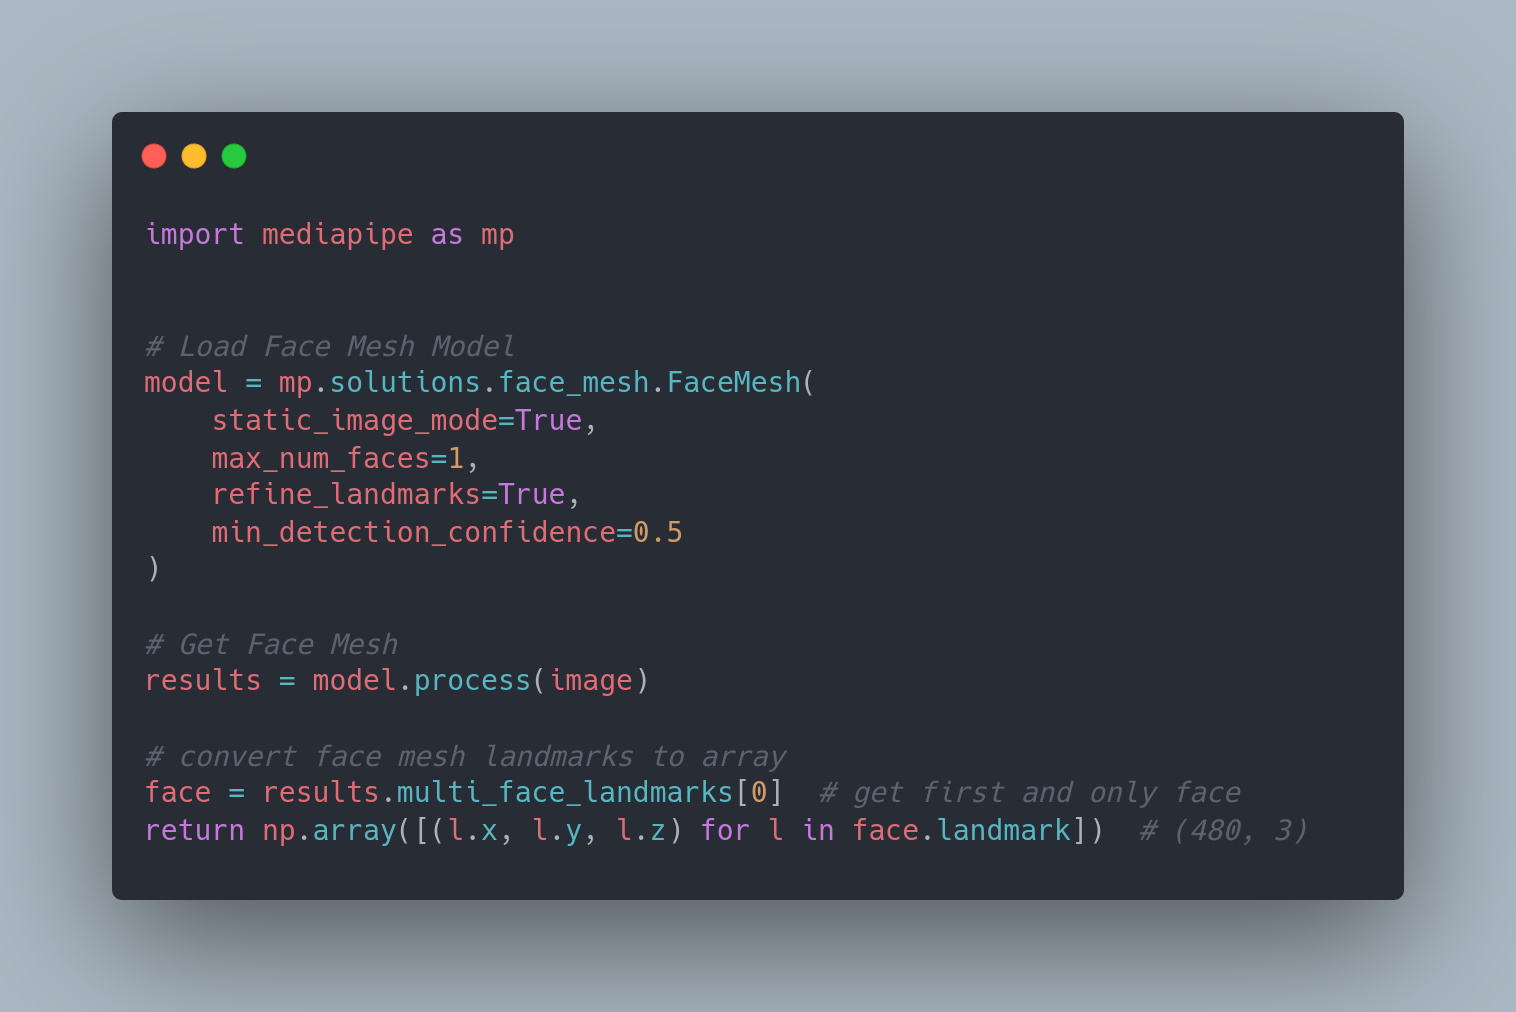 import mediapipe as mp
# Load Face Mesh Model
model = mp.solutions.face_mesh.FaceMesh(
    static_image_mode=True,
    max_num_faces=1,
    refine_landmarks=True,
    min_detection_confidence=0.5
)
# Get Face Mesh
results = model.process(image)
# convert face mesh landmarks to array
face = results.multi_face_landmarks[0]  # get first and only face
return np.array([(l.x, l.y, l.z) for l in face.landmark])  # (480, 3)